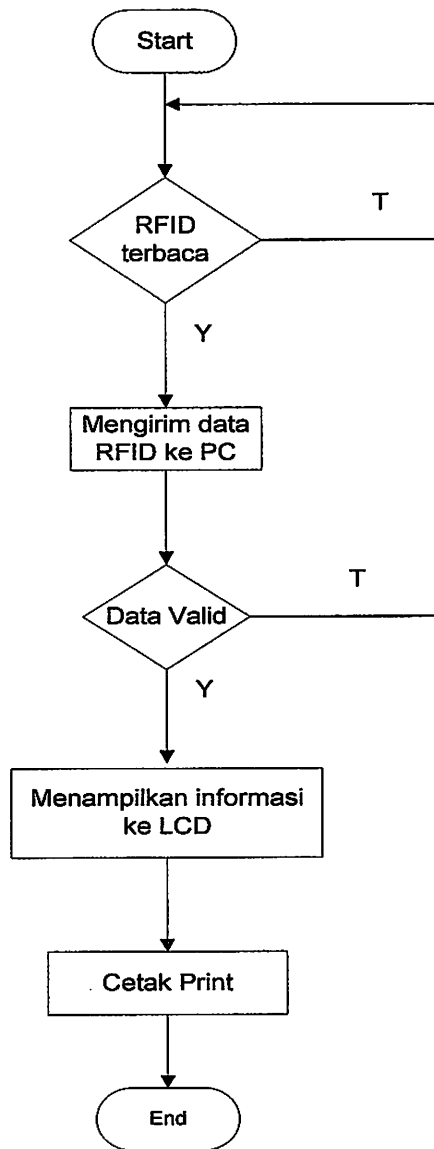 Start
T
RFID
terbaca
Y
Mengirim data
RFID ke PC
T
Data Valid
Y
Menampilkan informasi
ke LCD
Cetak Print
End